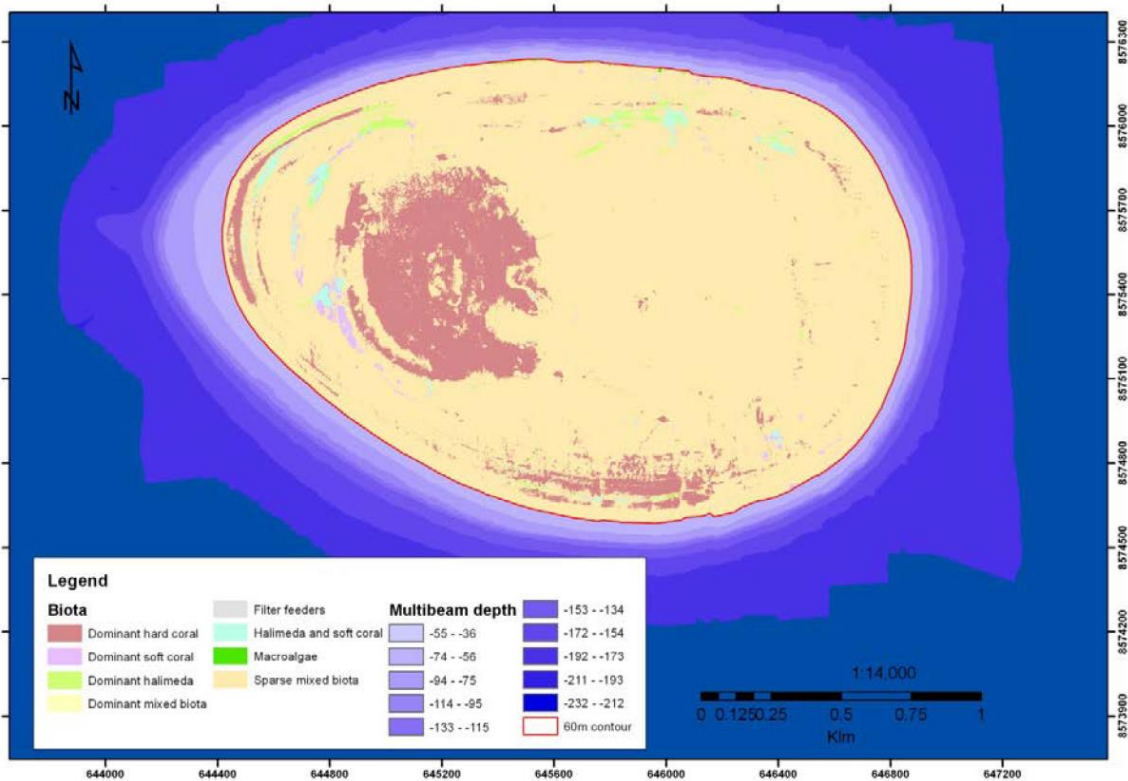 N
8576300
8576000
8575700
8575400
8575100
8574800
8574500
8574200
8573900
Legend
Biota
Dominant hard coral
Dominant soft coral
Dominant halimeda
Dominant mixed biota
Filter feeders
Halimeda and soft coral
Macroalgae
Sparse mixed biota
Multibeam depth
-55 - -36
-74 - -56
-94 - -75
-114 - -95
-133 - -115
-153 - -134
-172 - -154
-192 - -173
-211 - -193
-232 - -212
60m contour
1:14,000
0 0.125 0.25 0.5 0.75 1
Klm
644000 644400 644800 645200 645600 646000 646400 646800 647200